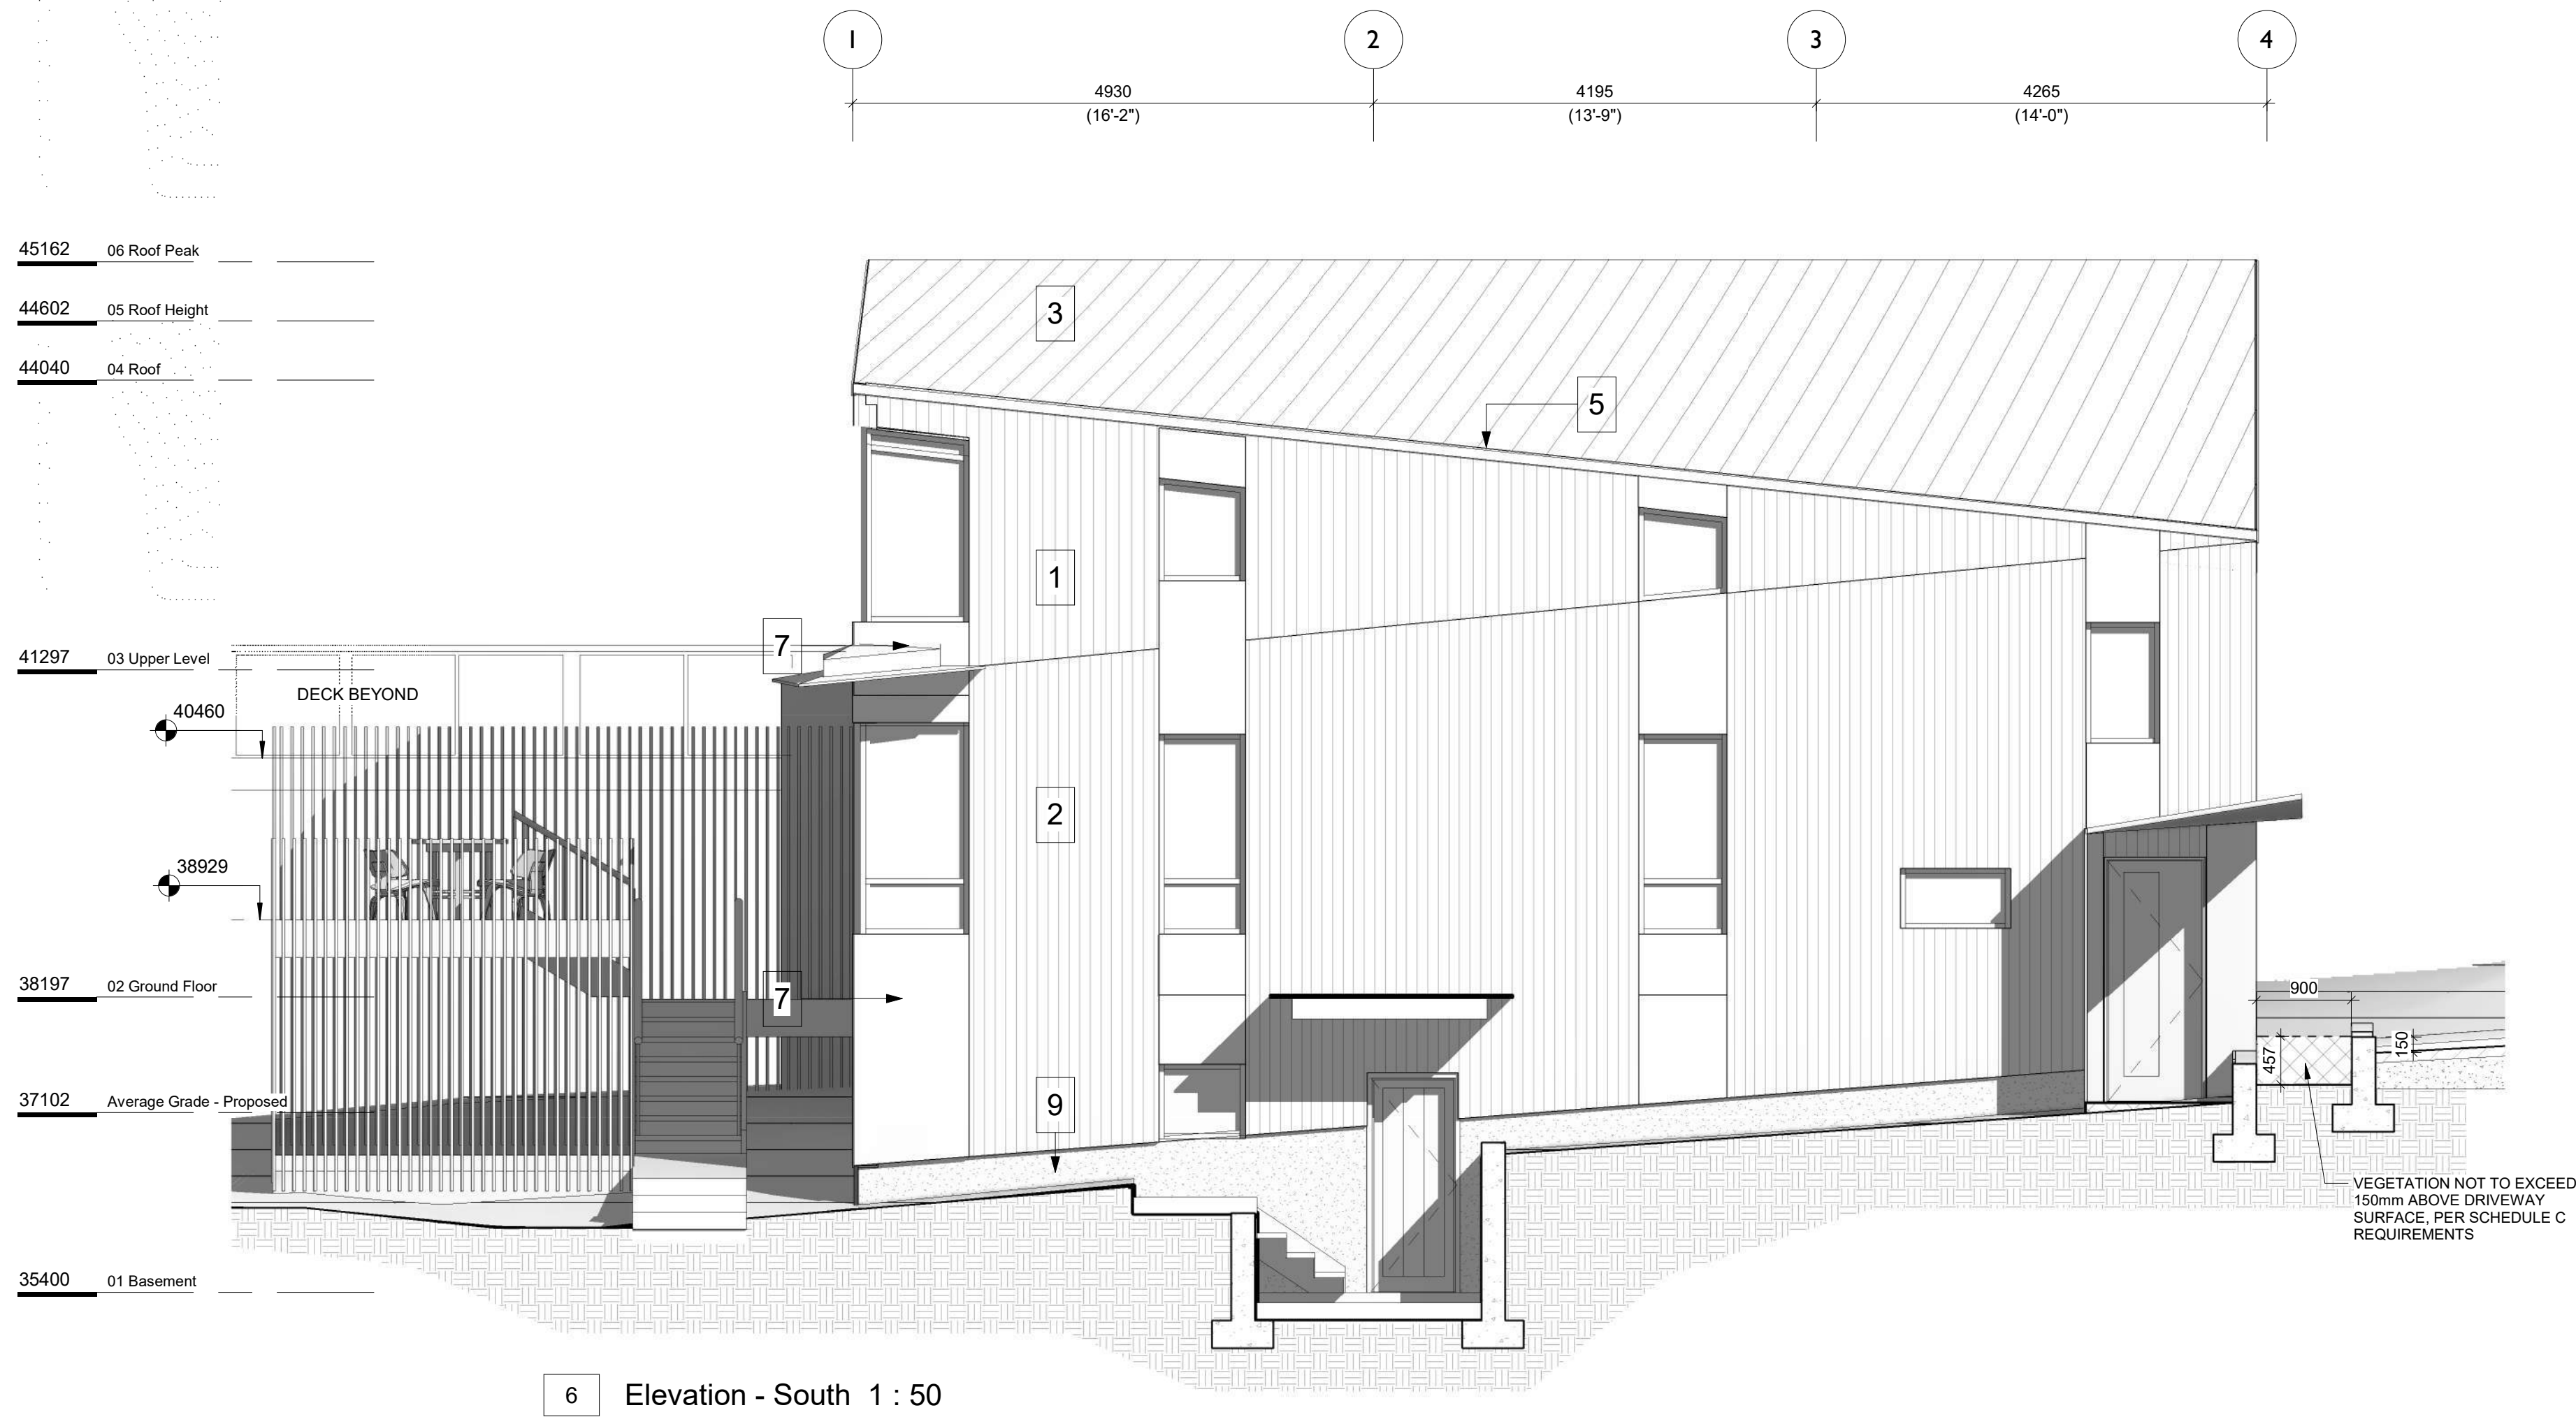 1 2 3 4
4930 4195 4265
(16'-2") (13'-9") (14'-0")
45162 06 Roof Peak
44602 05 Roof Height
3
44040 04 Roof
5
1
7
41297 03 Upper Level
DECK BEYOND
40460
2
38929
38197 02 Ground Floor
7
900
150
457
37102 Average Grade - Proposed
9
VEGETATION NOT TO EXCEED
150mm ABOVE DRIVEWAY
SURFACE, PER SCHEDULE C
REQUIREMENTS
35400 01 Basement
6 Elevation - South 1 : 50